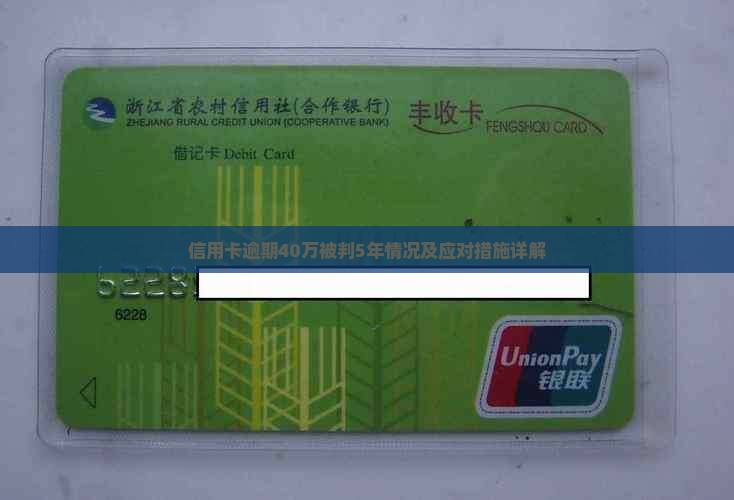 浙江省农村信用社(合作银行)
ZHEJIANG RURAL CREDIT UNION (COOPERATIVE BANK)
丰收卡
FENGSHOU CARD
借记卡 Debit Card
信用卡逾期40万被判5年情况及应对措施详解
6228
6228
UnionPay
银联